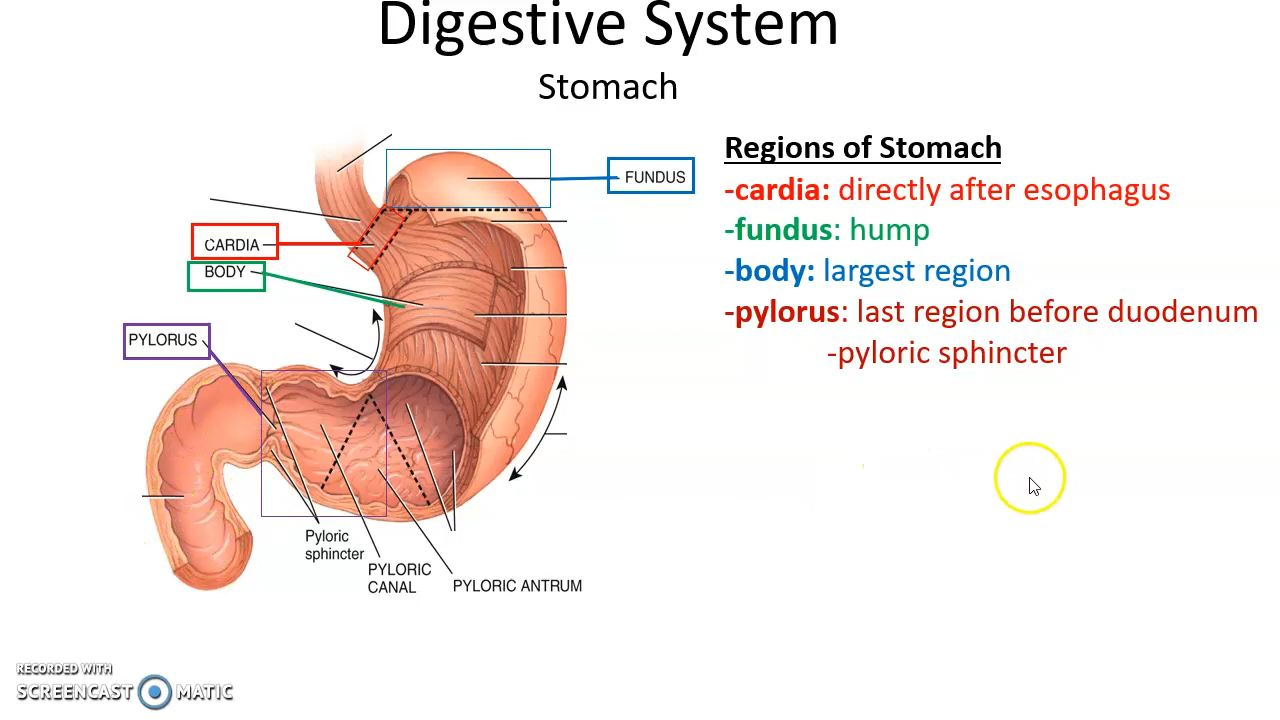 Digestive System
Stomach
Regions of Stomach
-cardia: directly after esophagus
-fundus: hump
-body: largest region
-pylorus: last region before duodenum
-pyloric sphincter
FUNDUS
CARDIA
BODY
PYLORUS
Pyloric
sphincter
PYLORIC
CANAL
PYLORIC ANTRUM
RECORDED WITH
SCREENCAST MATIC